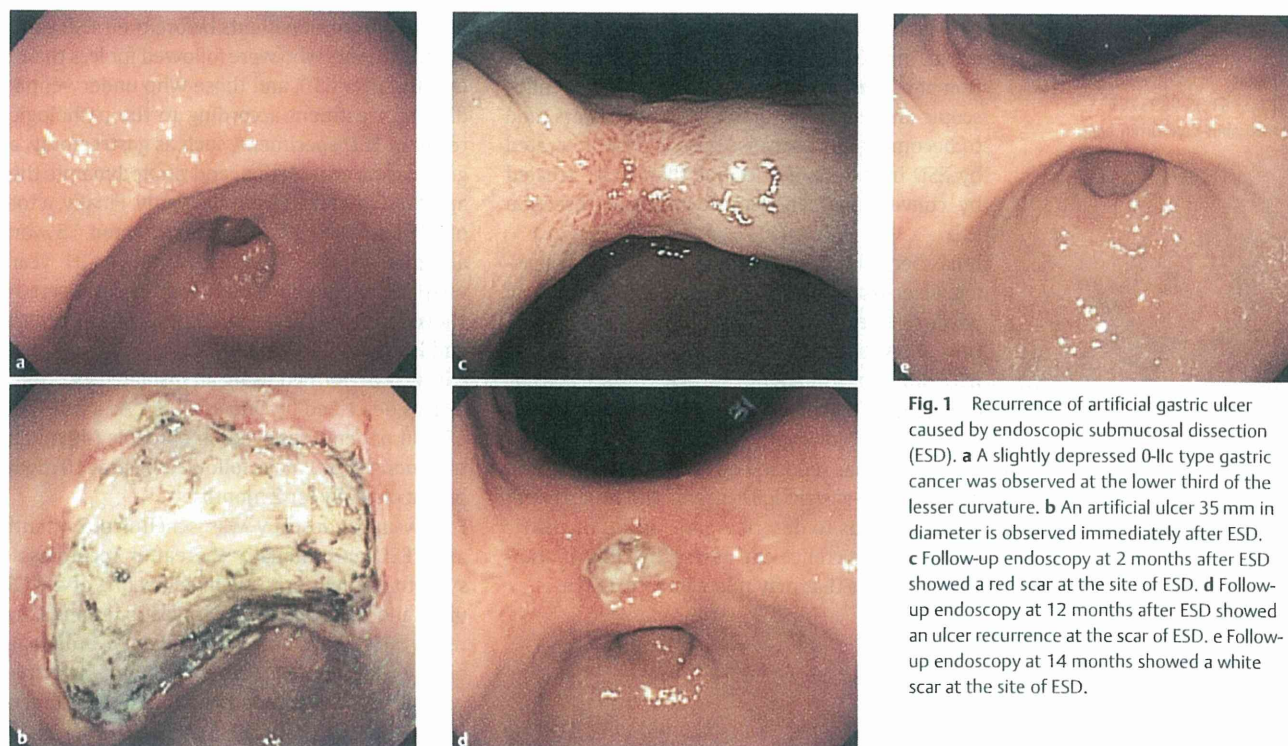 a
c
e
b
d
Fig. 1 Recurrence of artificial gastric ulcer
caused by endoscopic submucosal dissection
(ESD). a A slightly depressed 0-IIc type gastric
cancer was observed at the lower third of the
lesser curvature. b An artificial ulcer 35 mm in
diameter is observed immediately after ESD.
c Follow-up endoscopy at 2 months after ESD
showed a red scar at the site of ESD. d Follow-
up endoscopy at 12 months after ESD showed
an ulcer recurrence at the scar of ESD. e Follow-
up endoscopy at 14 months showed a white
scar at the site of ESD.